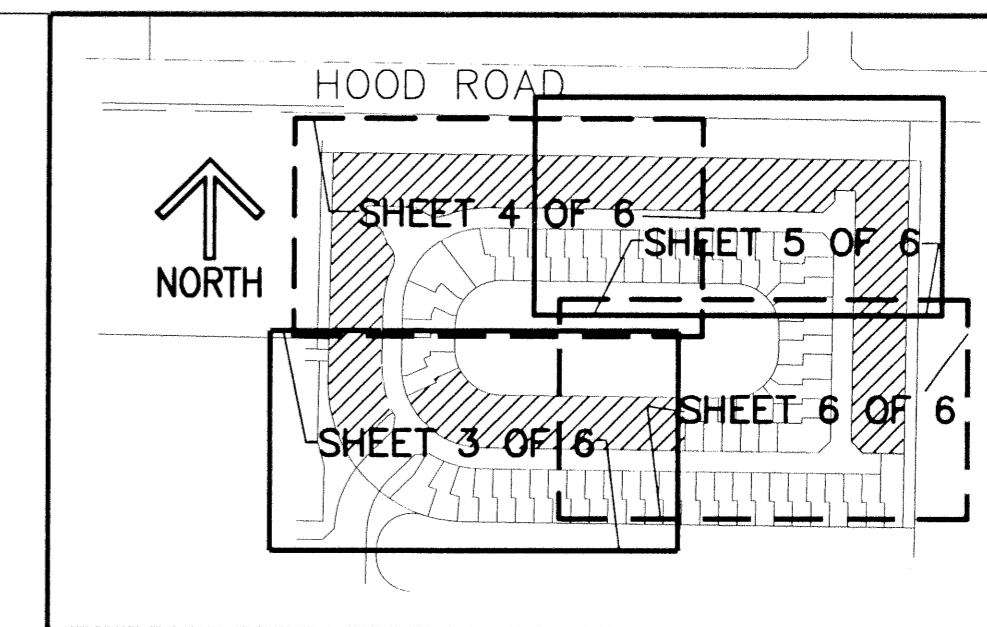 HOOD ROAD
SHEET 4 OF 6
SHEET 5 OF 6
NORTH
SHEET 6 OF 6
SHEET 3 OF 6